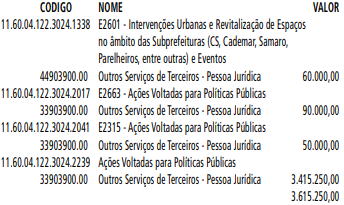 CODIGO NOME VALOR
11.60.04.122.3024.1338 E2601 - Intervenções Urbanas e Revitalização de Espaços
no âmbito das Subprefeituras (CS, Cademar, Samaro,
Parelheiros, entre outras) e Eventos
44903900.00 Outros Serviços de Terceiros - Pessoa Jurídica 60.000,00
11.60.04.122.3024.2017 E2663 - Ações Voltadas para Políticas Públicas
33903900.00 Outros Serviços de Terceiros - Pessoa Jurídica 90.000,00
11.60.04.122.3024.2041 E2315 - Ações Voltadas para Políticas Públicas
33903900.00 Outros Serviços de Terceiros - Pessoa Jurídica 50.000,00
11.60.04.122.3024.2239 Ações Voltadas para Políticas Públicas
33903900.00 Outros Serviços de Terceiros - Pessoa Jurídica 3.415.250,00
3.615.250,00